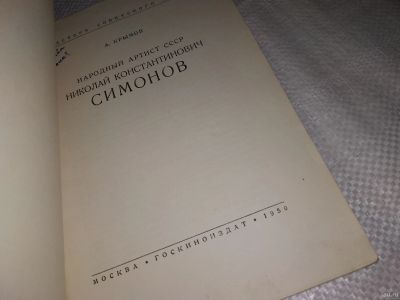 А. КРЫМОВ
НАРОДНЫЙ АРТИСТ СССР
НИКОЛАЙ КОНСТАНТИНОВИЧ
СИМОНОВ
МОСКВА • ГОСКИНОИЗДАТ • 1950